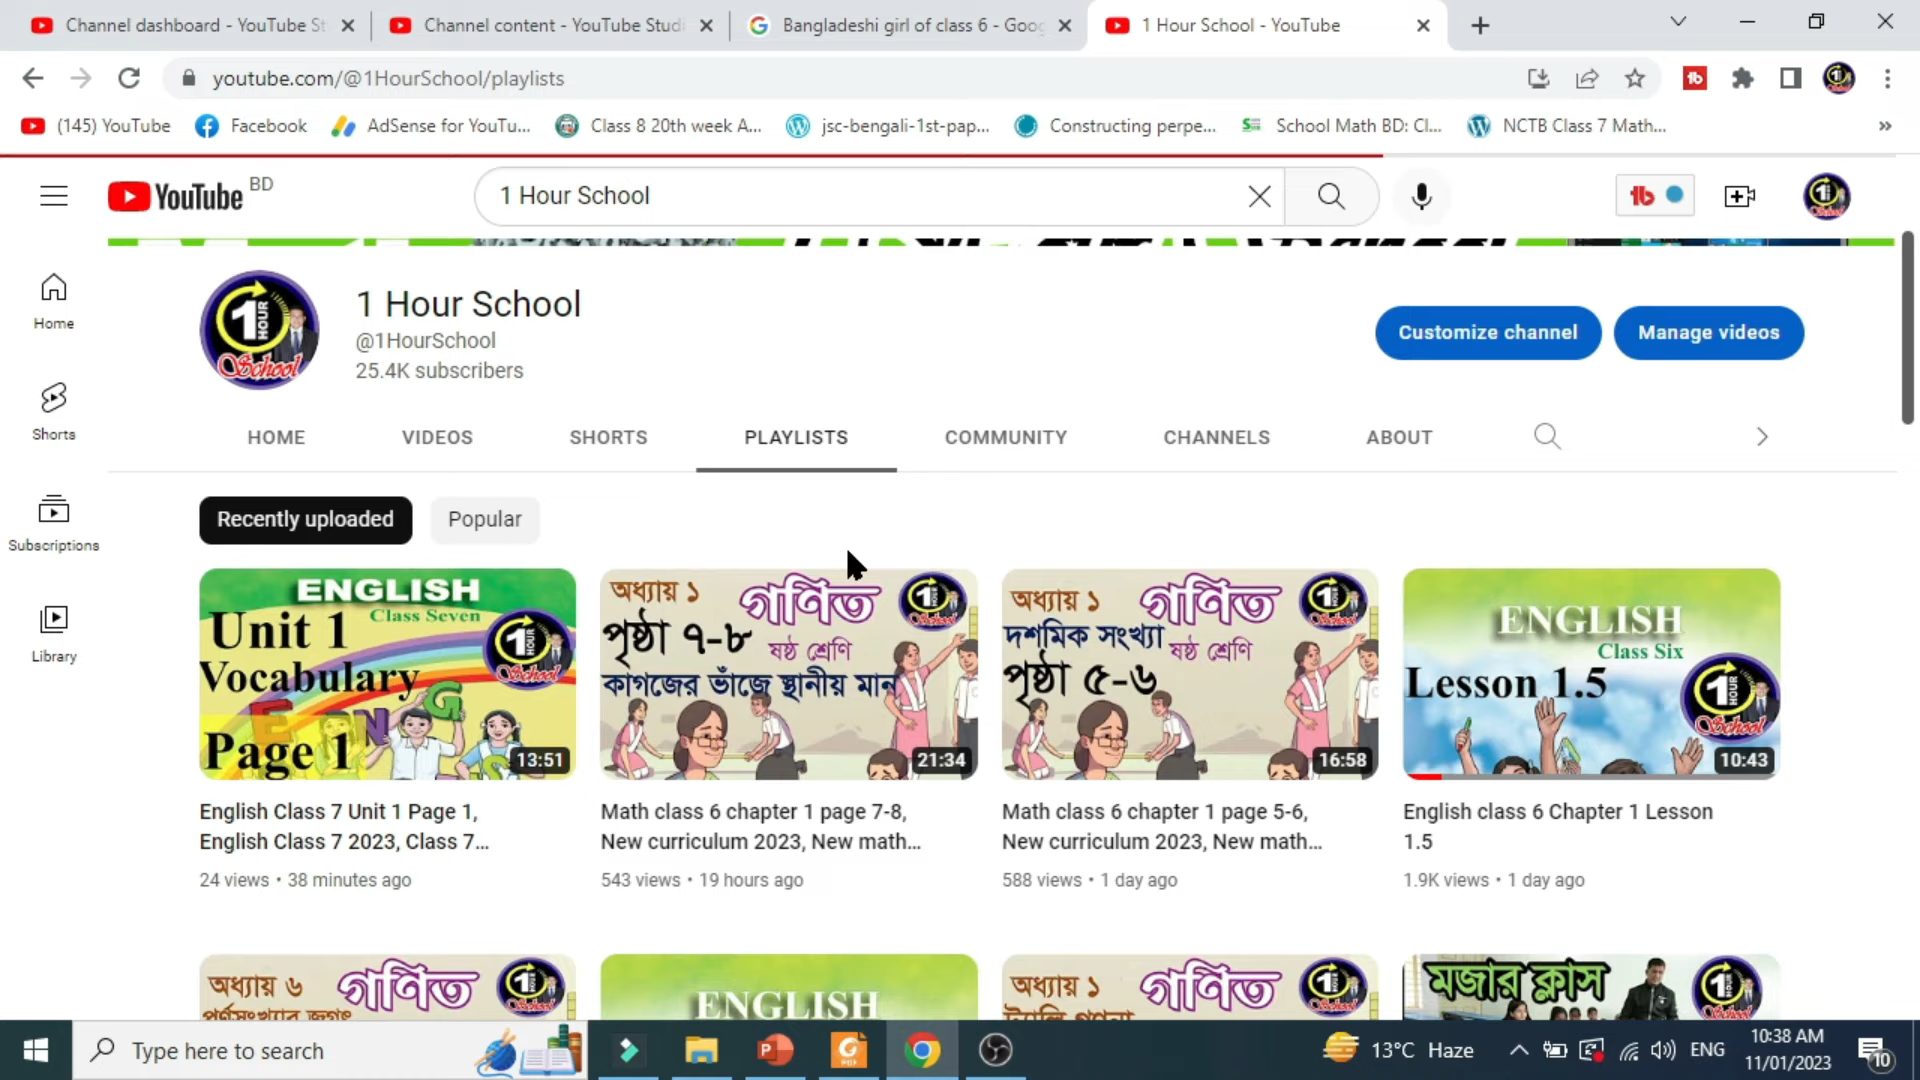 Channel dashboard - YouTube St
Channel content - YouTube Studi
Bangladeshi girl of class 6 - Goog
1 Hour School - YouTube
youtube.com/@1HourSchool/playlists
(145) YouTube
Facebook
AdSense for YouTu...
Class 8 20th week A...
jsc-bengali-1st-pap...
Constructing perpe...
School Math BD: Cl...
NCTB Class 7 Math...
YouTube BD
1 Hour School
Home
Shorts
Subscriptions
Library
1 Hour School
@1HourSchool
25.4K subscribers
Customize channel
Manage videos
HOME
VIDEOS
SHORTS
PLAYLISTS
COMMUNITY
CHANNELS
ABOUT
Recently uploaded
Popular
ENGLISH
Class Seven
Unit 1
Vocabulary
Page 1
1 HOUR School
13:51
অধ্যায় ১
গণিত
পৃষ্ঠা ৭-৮
ষষ্ঠ শ্রেণি
কাগজের ভাঁজে স্থানীয় মান
21:34
অধ্যায় ১
গণিত
দশমিক সংখ্যা
ষষ্ঠ শ্রেণি
পৃষ্ঠা ৫-৬
16:58
ENGLISH
Class Six
Lesson 1.5
1 HOUR School
10:43
English Class 7 Unit 1 Page 1,
English Class 7 2023, Class 7...
24 views • 38 minutes ago
Math class 6 chapter 1 page 7-8,
New curriculum 2023, New math...
543 views • 19 hours ago
Math class 6 chapter 1 page 5-6,
New curriculum 2023, New math...
588 views • 1 day ago
English class 6 Chapter 1 Lesson
1.5
1.9K views • 1 day ago
অধ্যায় ৬
গণিত
ENGLISH
অধ্যায় ১
গণিত
মজার ক্লাস
Type here to search
13°C Haze
ENG
10:38 AM
11/01/2023
10